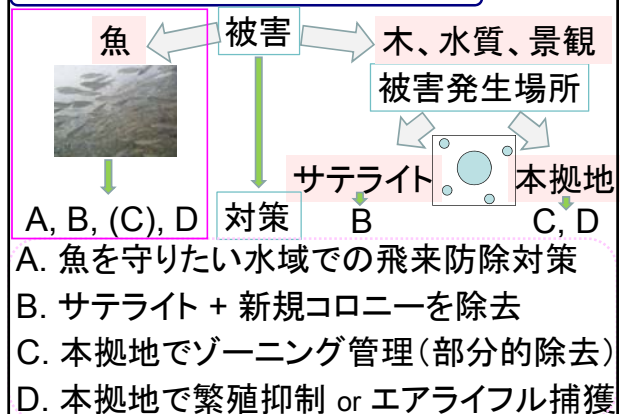 魚 被害 木、水質、景観
被害発生場所
サテライト 本拠地
A, B, (C), D 対策 B C, D
A. 魚を守りたい水域での飛来防除対策
B. サテライト + 新規コロニーを除去
C. 本拠地でゾーニング管理(部分的除去)
D. 本拠地で繁殖抑制 or エアライフル捕獲